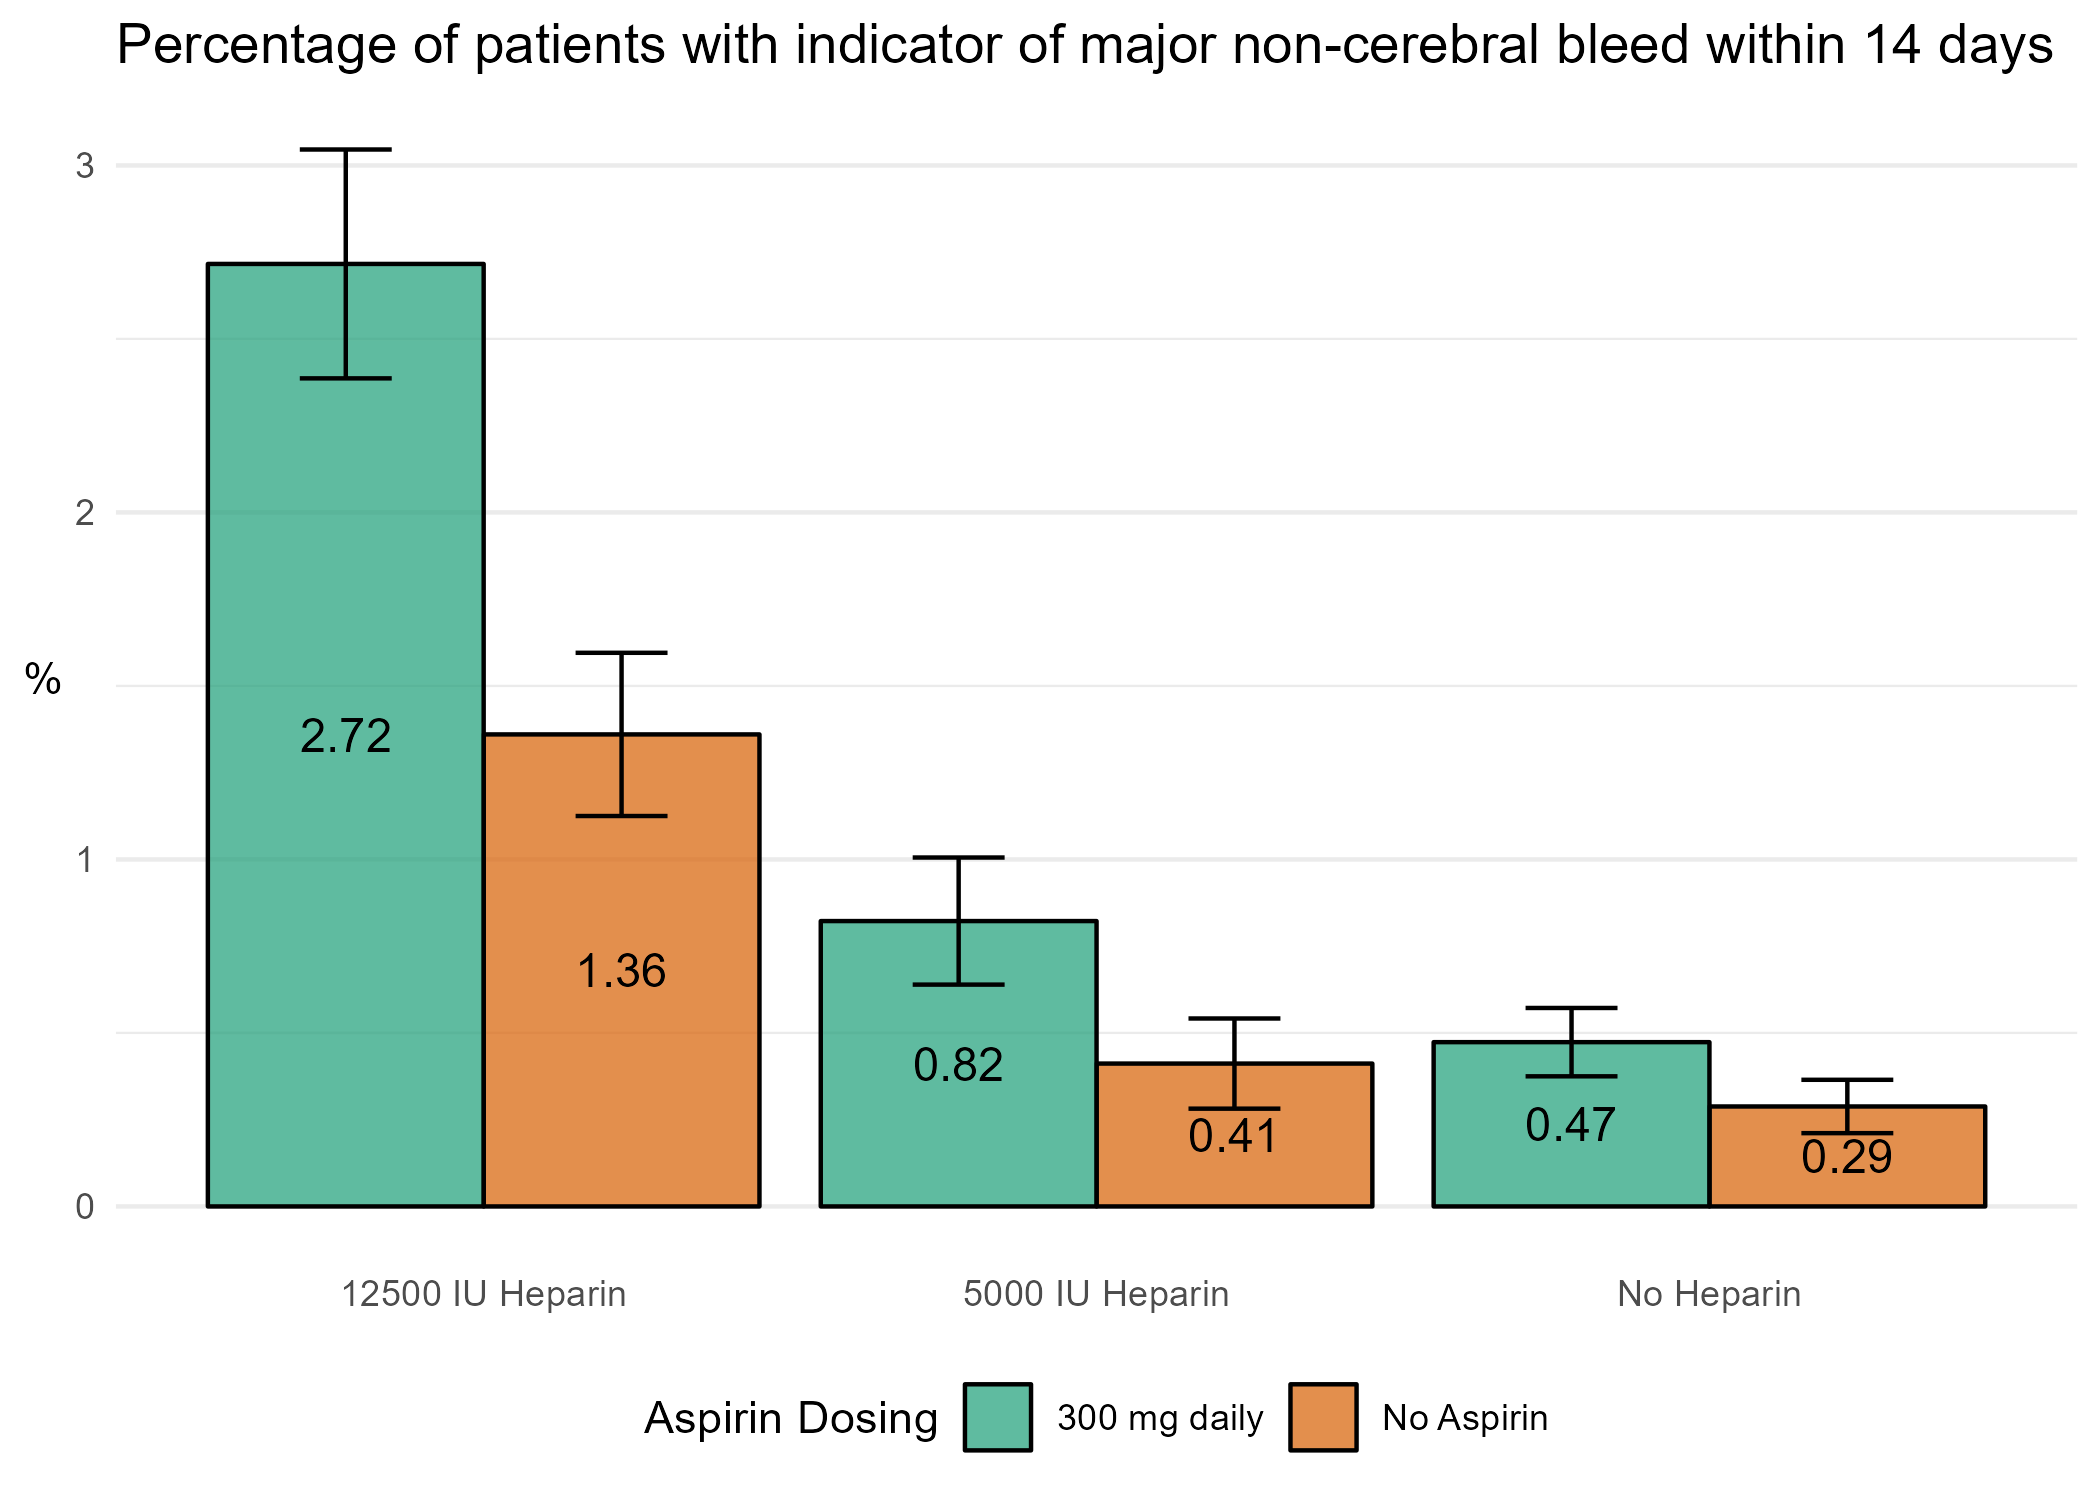 Percentage of patients with indicator of major non-cerebral bleed within 14 days
3
2
%
1
0
2.72
1.36
0.82
0.41
0.47
0.29
12500 IU Heparin
5000 IU Heparin
No Heparin
Aspirin Dosing
300 mg daily
No Aspirin